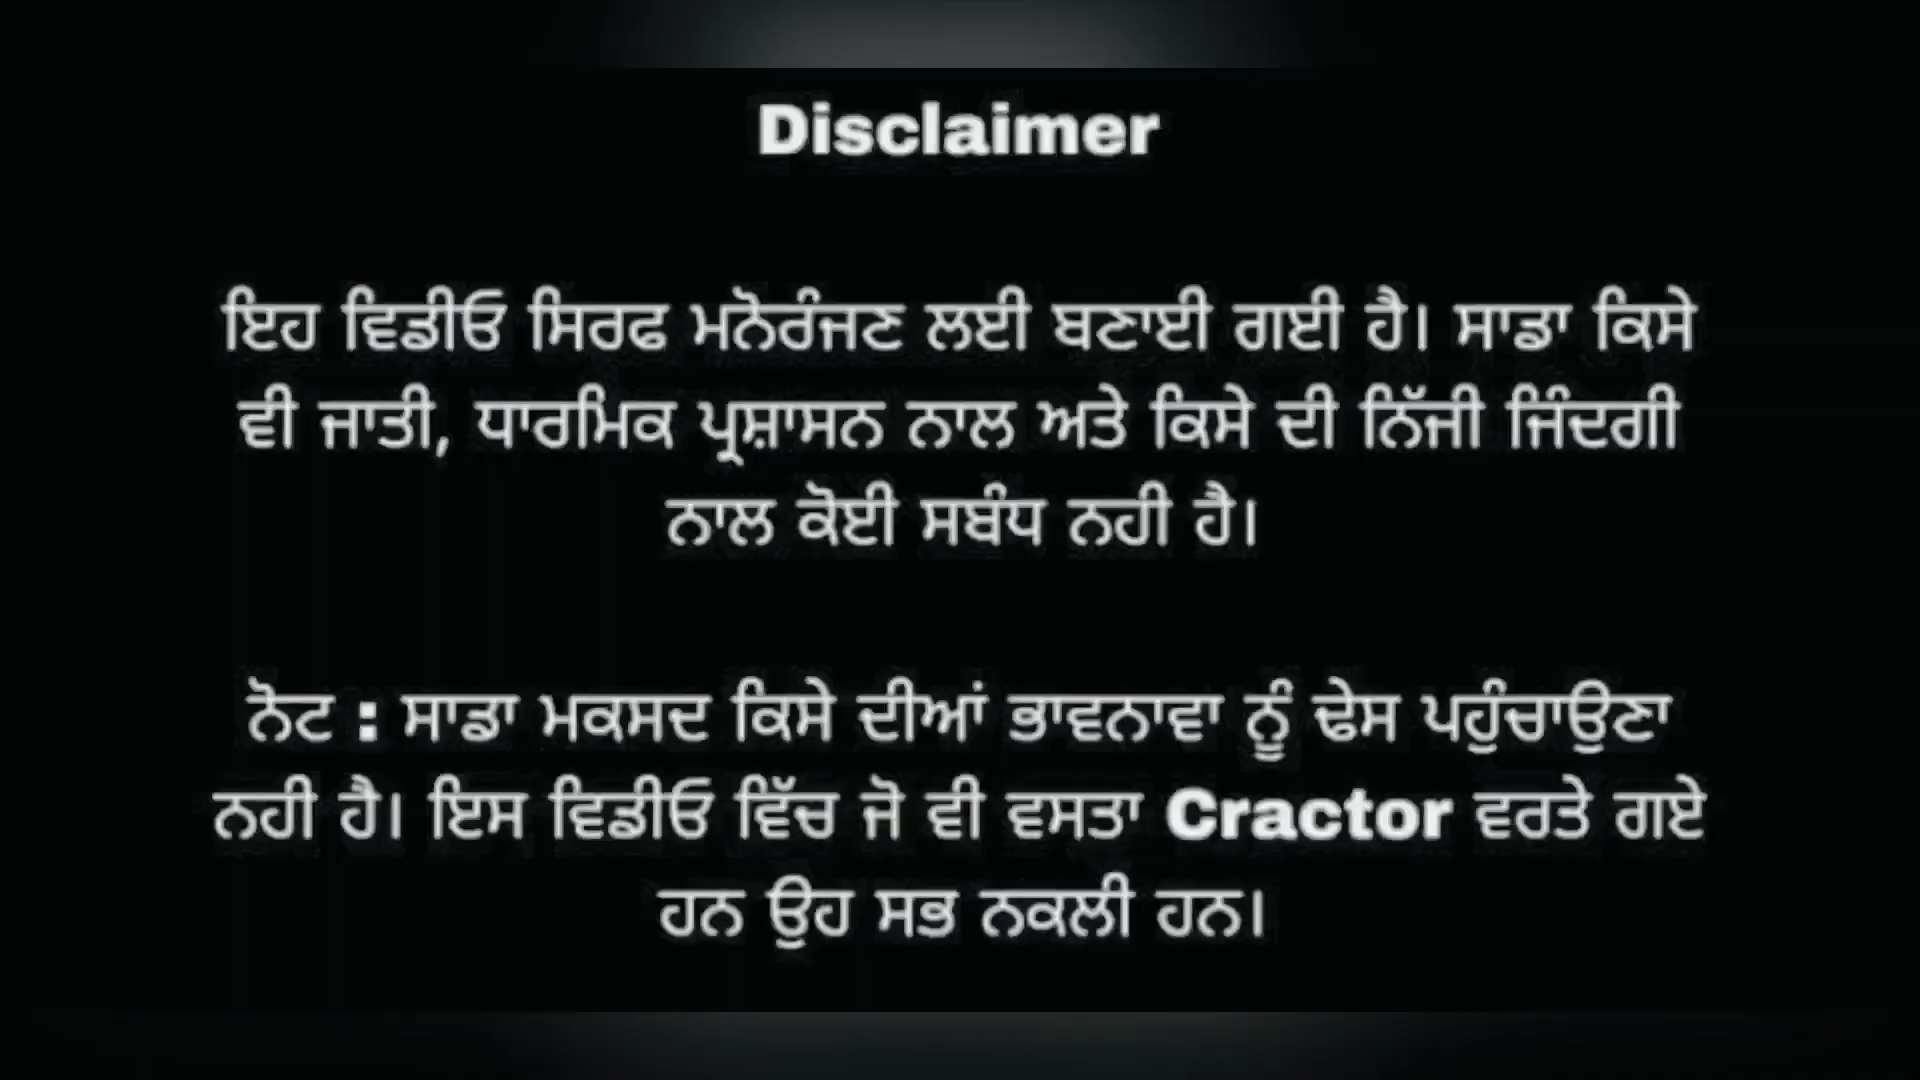 Disclaimer
ਇਹ ਵਿਡੀਓ ਸਿਰਫ ਮਨੋਰੰਜਣ ਲਈ ਬਣਾਈ ਗਈ ਹੈ। ਸਾਡਾ ਕਿਸੇ
ਵੀ ਜਾਤੀ, ਧਾਰਮਿਕ ਪ੍ਰਸ਼ਾਸਨ ਨਾਲ ਅਤੇ ਕਿਸੇ ਦੀ ਨਿੱਜੀ ਜਿੰਦਗੀ
ਨਾਲ ਕੋਈ ਸਬੰਧ ਨਹੀ ਹੈ।
ਨੋਟ : ਸਾਡਾ ਮਕਸਦ ਕਿਸੇ ਦੀਆਂ ਭਾਵਨਾਵਾ ਨੂੰ ਢੇਸ ਪਹੁੰਚਾਉਣਾ
ਨਹੀ ਹੈ। ਇਸ ਵਿਡੀਓ ਵਿੱਚ ਜੋ ਵੀ ਵਸਤਾ Cractor ਵਰਤੇ ਗਏ
ਹਨ ਉਹ ਸਭ ਨਕਲੀ ਹਨ।